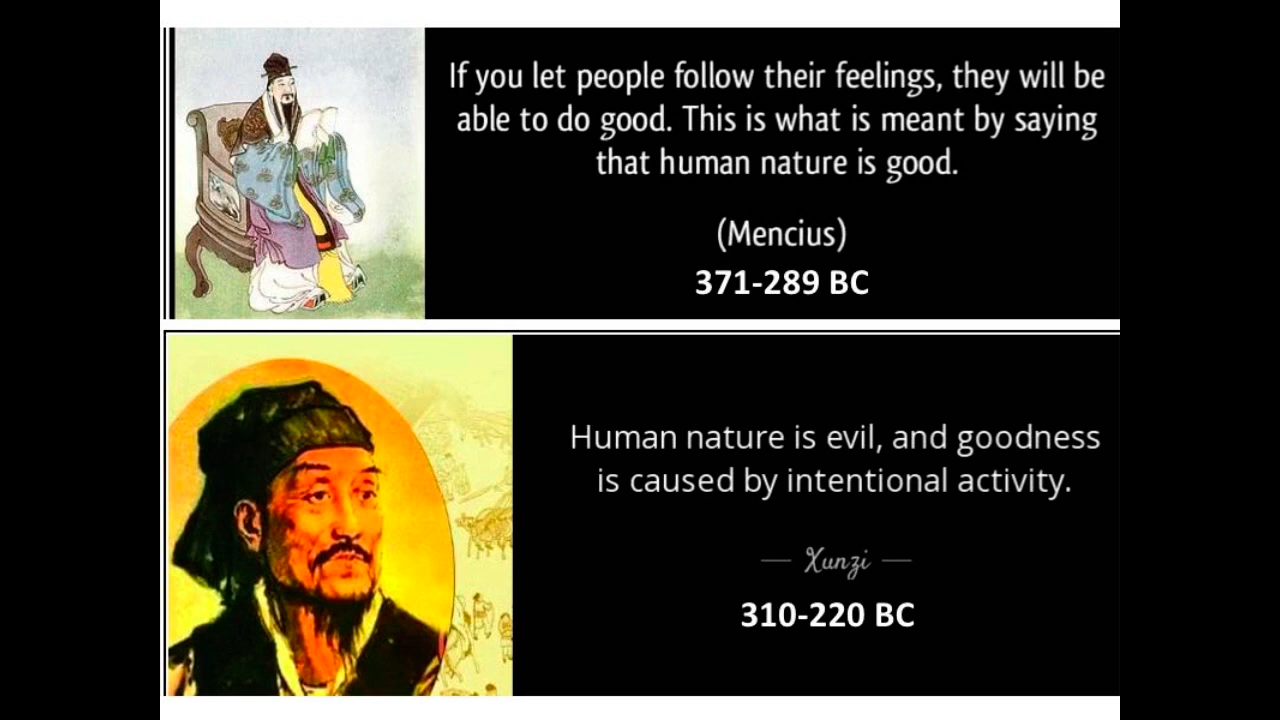 If you let people follow their feelings, they will be
able to do good. This is what is meant by saying
that human nature is good.
(Mencius)
371-289 BC
Human nature is evil, and goodness
is caused by intentional activity.
— Xunzi —
310-220 BC